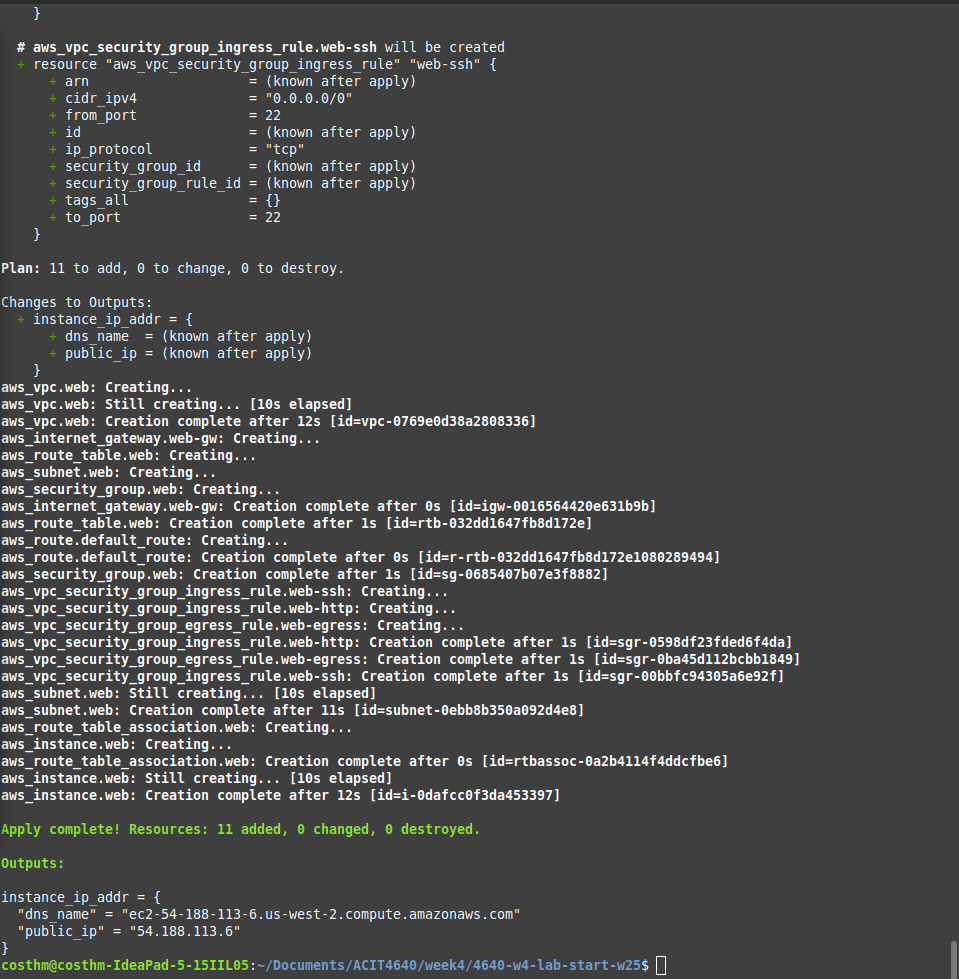 }

  # aws_vpc_security_group_ingress_rule.web-ssh will be created
  + resource "aws_vpc_security_group_ingress_rule" "web-ssh" {
      + arn                    = (known after apply)
      + cidr_ipv4              = "0.0.0.0/0"
      + from_port              = 22
      + id                     = (known after apply)
      + ip_protocol            = "tcp"
      + security_group_id      = (known after apply)
      + security_group_rule_id = (known after apply)
      + tags_all               = {}
      + to_port                = 22
    }

Plan: 11 to add, 0 to change, 0 to destroy.

Changes to Outputs:
  + instance_ip_addr = {
      + dns_name  = (known after apply)
      + public_ip = (known after apply)
    }
aws_vpc.web: Creating...
aws_vpc.web: Still creating... [10s elapsed]
aws_vpc.web: Creation complete after 12s [id=vpc-0769e0d38a2808336]
aws_internet_gateway.web-gw: Creating...
aws_route_table.web: Creating...
aws_subnet.web: Creating...
aws_security_group.web: Creating...
aws_internet_gateway.web-gw: Creation complete after 0s [id=igw-0016564420e631b9b]
aws_route_table.web: Creation complete after 1s [id=rtb-032dd1647fb8d172e]
aws_route.default_route: Creating...
aws_route.default_route: Creation complete after 0s [id=r-rtb-032dd1647fb8d172e1080289494]
aws_security_group.web: Creation complete after 1s [id=sg-0685407b07e3f8882]
aws_vpc_security_group_ingress_rule.web-ssh: Creating...
aws_vpc_security_group_ingress_rule.web-http: Creating...
aws_vpc_security_group_egress_rule.web-egress: Creating...
aws_vpc_security_group_ingress_rule.web-http: Creation complete after 1s [id=sgr-0598df23fded6f4da]
aws_vpc_security_group_egress_rule.web-egress: Creation complete after 1s [id=sgr-0ba45d112bcbb1849]
aws_vpc_security_group_ingress_rule.web-ssh: Creation complete after 1s [id=sgr-00bbfc94305a6e92f]
aws_subnet.web: Still creating... [10s elapsed]
aws_subnet.web: Creation complete after 11s [id=subnet-0ebb8b350a092d4e8]
aws_route_table_association.web: Creating...
aws_instance.web: Creating...
aws_route_table_association.web: Creation complete after 0s [id=rtbassoc-0a2b4114f4ddcfbe6]
aws_instance.web: Still creating... [10s elapsed]
aws_instance.web: Creation complete after 12s [id=i-0dafcc0f3da453397]

Apply complete! Resources: 11 added, 0 changed, 0 destroyed.

Outputs:

instance_ip_addr = {
  "dns_name" = "ec2-54-188-113-6.us-west-2.compute.amazonaws.com"
  "public_ip" = "54.188.113.6"
}
costhm@costhm-IdeaPad-5-15IIL05:~/Documents/ACIT4640/week4/4640-w4-lab-start-w25$